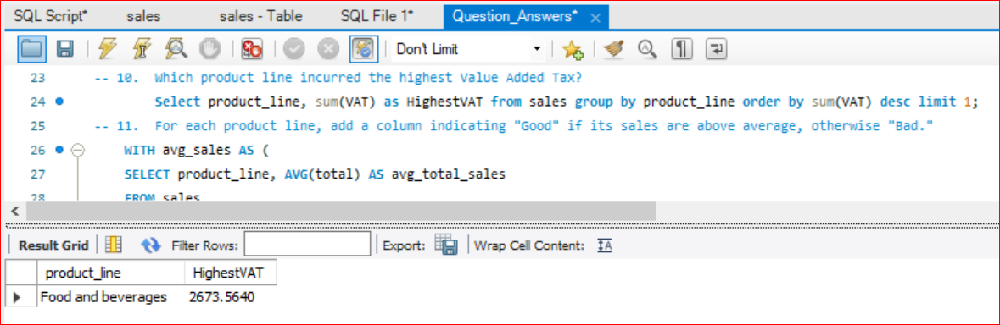 SQL Script* sales sales - Table SQL File 1* Question_Answers* ×
Don't Limit
23 -- 10. Which product line incurred the highest Value Added Tax?
24 Select product_line, sum(VAT) as HighestVAT from sales group by product_line order by sum(VAT) desc limit 1;
25 -- 11. For each product line, add a column indicating "Good" if its sales are above average, otherwise "Bad."
26 WITH avg_sales AS (
27 SELECT product_line, AVG(total) AS avg_total_sales
28 FROM sales
Result Grid Filter Rows: Export: Wrap Cell Content: IA
product_line HighestVAT
Food and beverages 2673.5640